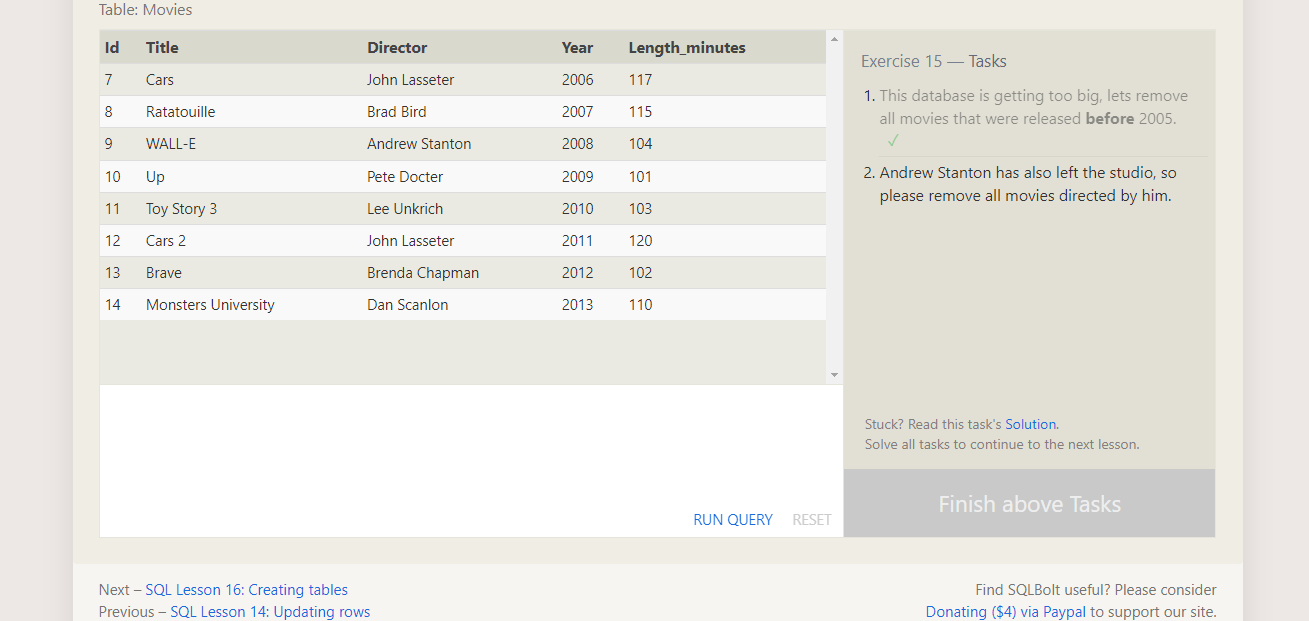 Table: Movies
Id Title Director Year Length_minutes
7 Cars John Lasseter 2006 117
8 Ratatouille Brad Bird 2007 115
9 WALL-E Andrew Stanton 2008 104
10 Up Pete Docter 2009 101
11 Toy Story 3 Lee Unkrich 2010 103
12 Cars 2 John Lasseter 2011 120
13 Brave Brenda Chapman 2012 102
14 Monsters University Dan Scanlon 2013 110
RUN QUERY RESET
Exercise 15 — Tasks
1. This database is getting too big, lets remove
all movies that were released before 2005.
✓
2. Andrew Stanton has also left the studio, so
please remove all movies directed by him.
Stuck? Read this task's Solution.
Solve all tasks to continue to the next lesson.
Finish above Tasks
Next – SQL Lesson 16: Creating tables
Previous – SQL Lesson 14: Updating rows
Find SQLBolt useful? Please consider
Donating ($4) via Paypal to support our site.